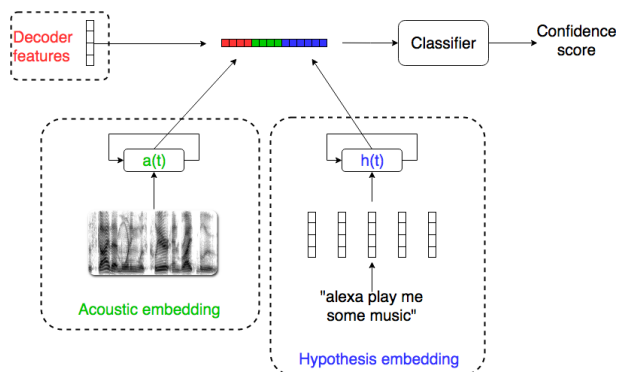 Decoder
features
Classifier
Confidence
score
a(t)
h(t)
Acoustic embedding
"alexa play me
some music"
Hypothesis embedding